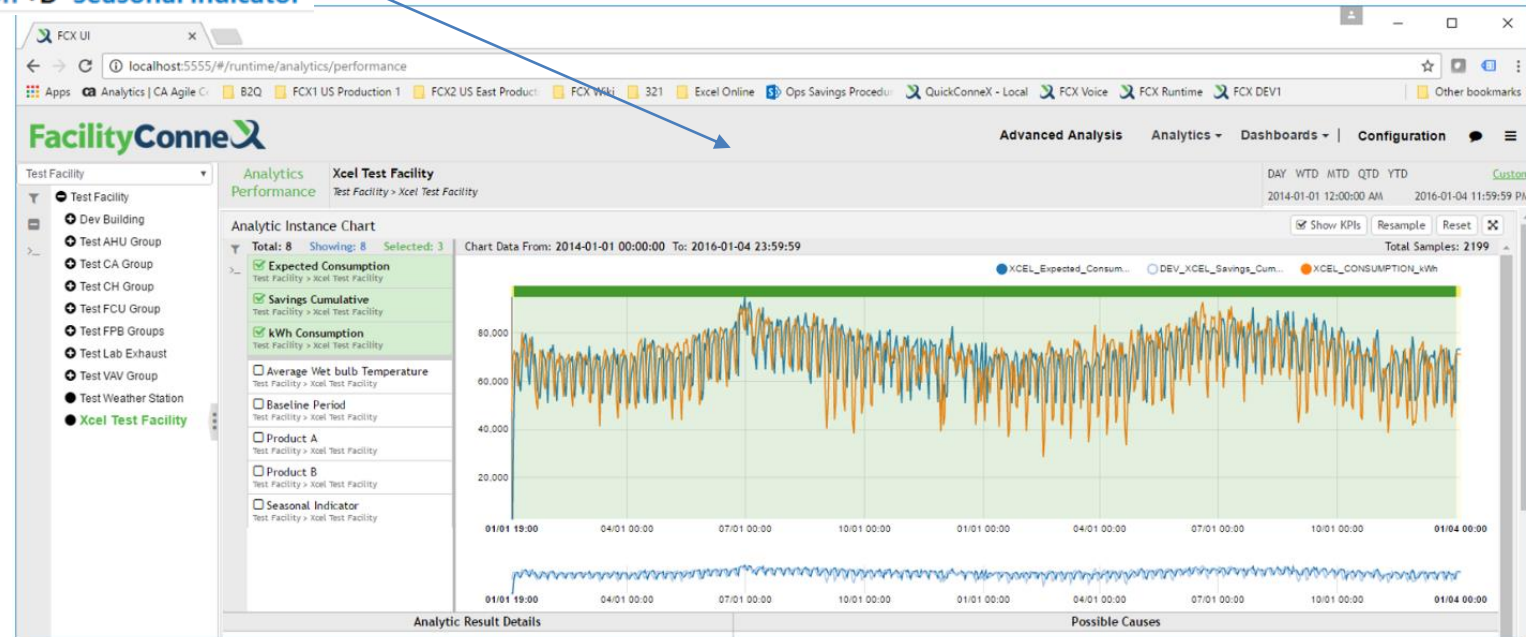 Seasonal Indicator
FCX UI
localhost:5555/#/runtime/analytics/performance
Apps Analytics | CA Agile C B2Q FCX1 US Production 1 FCX2 US East Product FCX Wiki 321 Excel Online Ops Savings Procedu QuickConneX - Local FCX Voice FCX Runtime FCX DEV1 Other bookmarks
FacilityConneX
Advanced Analysis Analytics Dashboards | Configuration
Test Facility
Test Facility
Dev Building
Test AHU Group
Test CA Group
Test CH Group
Test FCU Group
Test FPB Groups
Test Lab Exhaust
Test VAV Group
Test Weather Station
Xcel Test Facility
Analytics
Performance
Xcel Test Facility
Test Facility > Xcel Test Facility
DAY WTD MTD QTD YTD Custom
2014-01-01 12:00:00 AM 2016-01-04 11:59:59 PM
Analytic Instance Chart
Show KPIs Resample Reset
Total: 8 Showing: 8 Selected: 3
Chart Data From: 2014-01-01 00:00:00 To: 2016-01-04 23:59:59
Total Samples: 2199
Expected Consumption
Test Facility > Xcel Test Facility
Savings Cumulative
Test Facility > Xcel Test Facility
kWh Consumption
Test Facility > Xcel Test Facility
Average Wet bulb Temperature
Test Facility > Xcel Test Facility
Baseline Period
Test Facility > Xcel Test Facility
Product A
Test Facility > Xcel Test Facility
Product B
Test Facility > Xcel Test Facility
Seasonal Indicator
Test Facility > Xcel Test Facility
XCEL_Expected_Consum... DEV_XCEL_Savings_Cum... XCEL_CONSUMPTION_kWh
80.000
60.000
40.000
20.000
01/01 19:00 04/01 00:00 07/01 00:00 10/01 00:00 01/01 00:00 04/01 00:00 07/01 00:00 10/01 00:00 01/04 00:00
01/01 19:00 04/01 00:00 07/01 00:00 10/01 00:00 01/01 00:00 04/01 00:00 07/01 00:00 10/01 00:00 01/04 00:00
Analytic Result Details Possible Causes